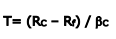 T= (Rc – Rf) / βc